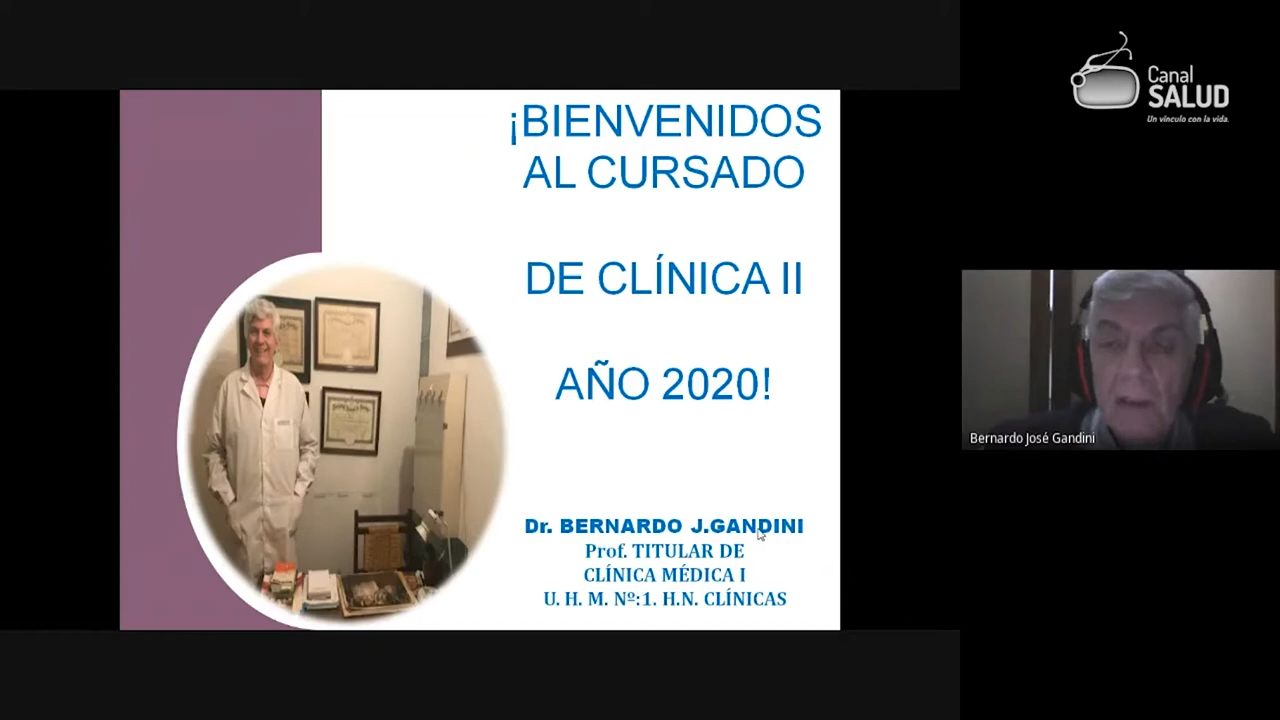 ¡BIENVENIDOS
AL CURSADO
DE CLÍNICA II
AÑO 2020!
Dr. BERNARDO J.GANDINI
Prof. TITULAR DE
CLÍNICA MÉDICA I
U. H. M. Nº:1. H.N. CLÍNICAS
Canal
SALUD
Un vínculo con la vida.
Bernardo José Gandini